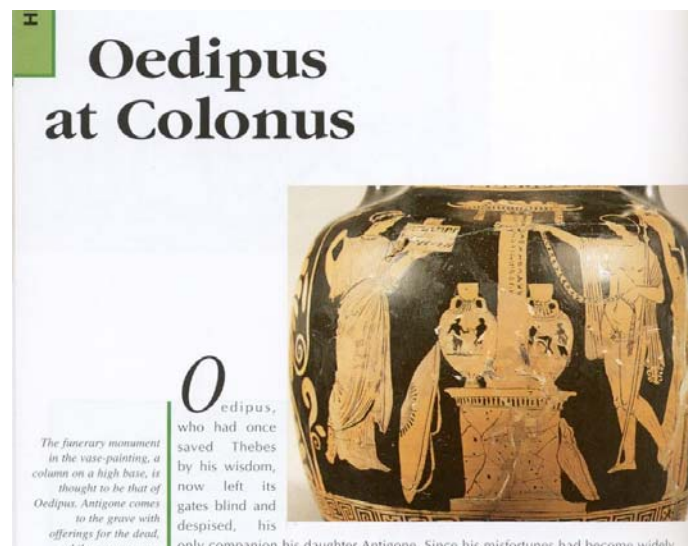 H
Oedipus
at Colonus
Oedipus,
who had once
saved Thebes
by his wisdom,
now left its
gates blind and
despised, his
only companion his daughter Antigone. Since his misfortunes had become widely
The funerary monument
in the vase-painting, a
column on a high base, is
thought to be that of
Oedipus. Antigone comes
to the grave with
offerings for the dead,